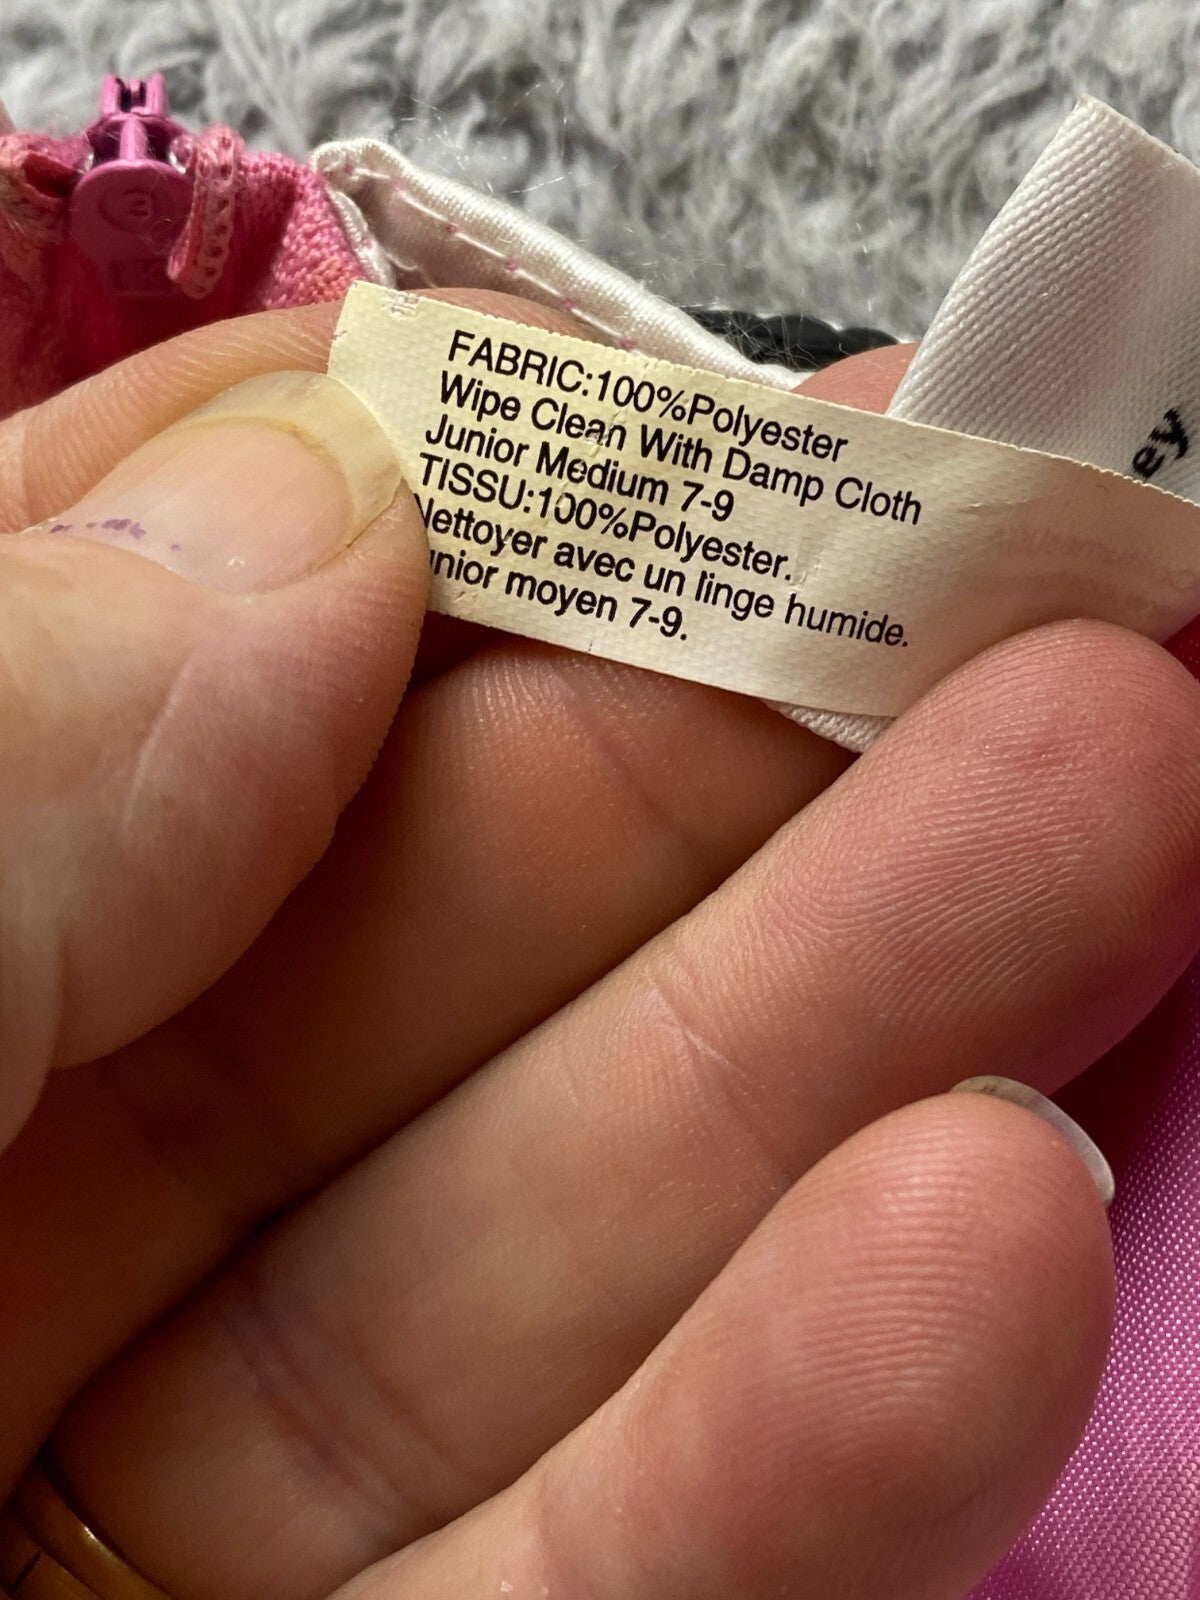 FABRIC:100%Polyester
Wipe Clean With Damp Cloth
Junior Medium 7-9
TISSU:100%Polyester.
Nettoyer avec un linge humide.
moyen 7-9.